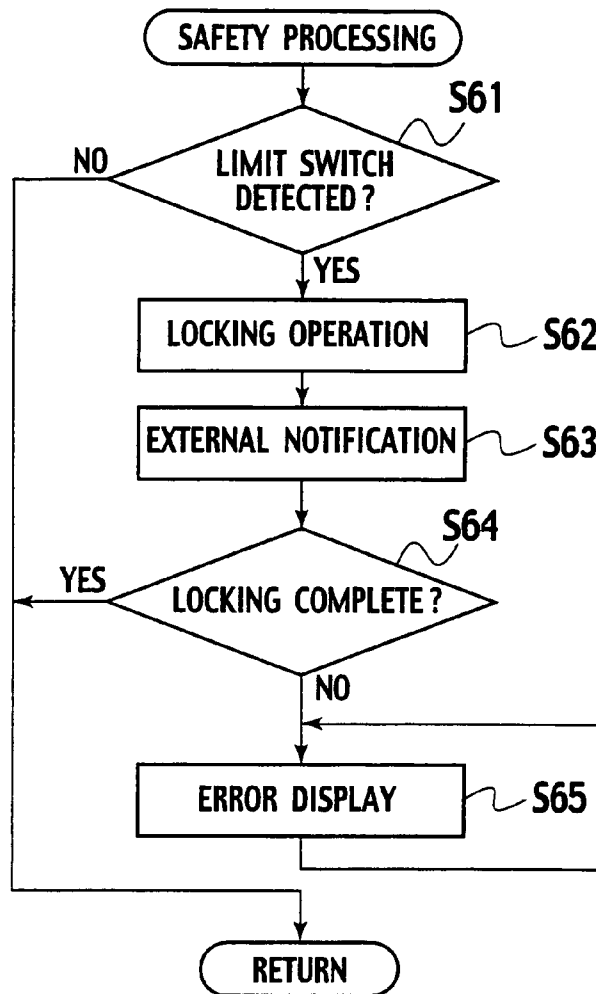 SAFETY PROCESSING
S61
NO
LIMIT SWITCH
DETECTED?
YES
LOCKING OPERATION
S62
EXTERNAL NOTIFICATION
S63
S64
YES
LOCKING COMPLETE?
NO
ERROR DISPLAY
S65
RETURN